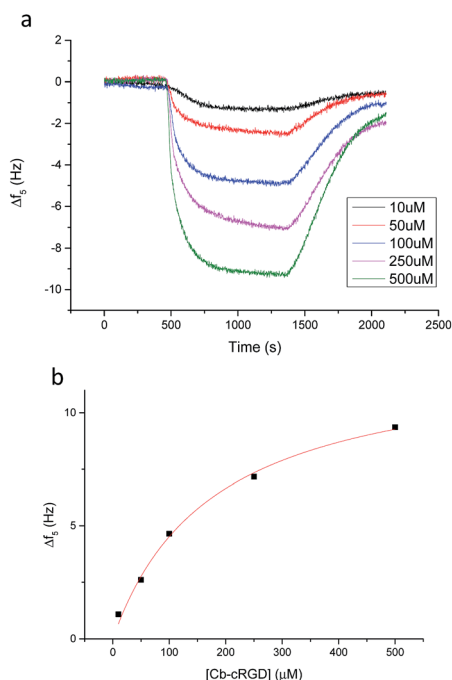 a
2
0
-2
-4
-6
-8
-10
Δf5 (Hz)
10uM
50uM
100uM
250uM
500uM
0
500
1000
1500
2000
2500
Time (s)
b
10
5
0
Δf5 (Hz)
0
100
200
300
400
500
[Cb-cRGD] (μM)